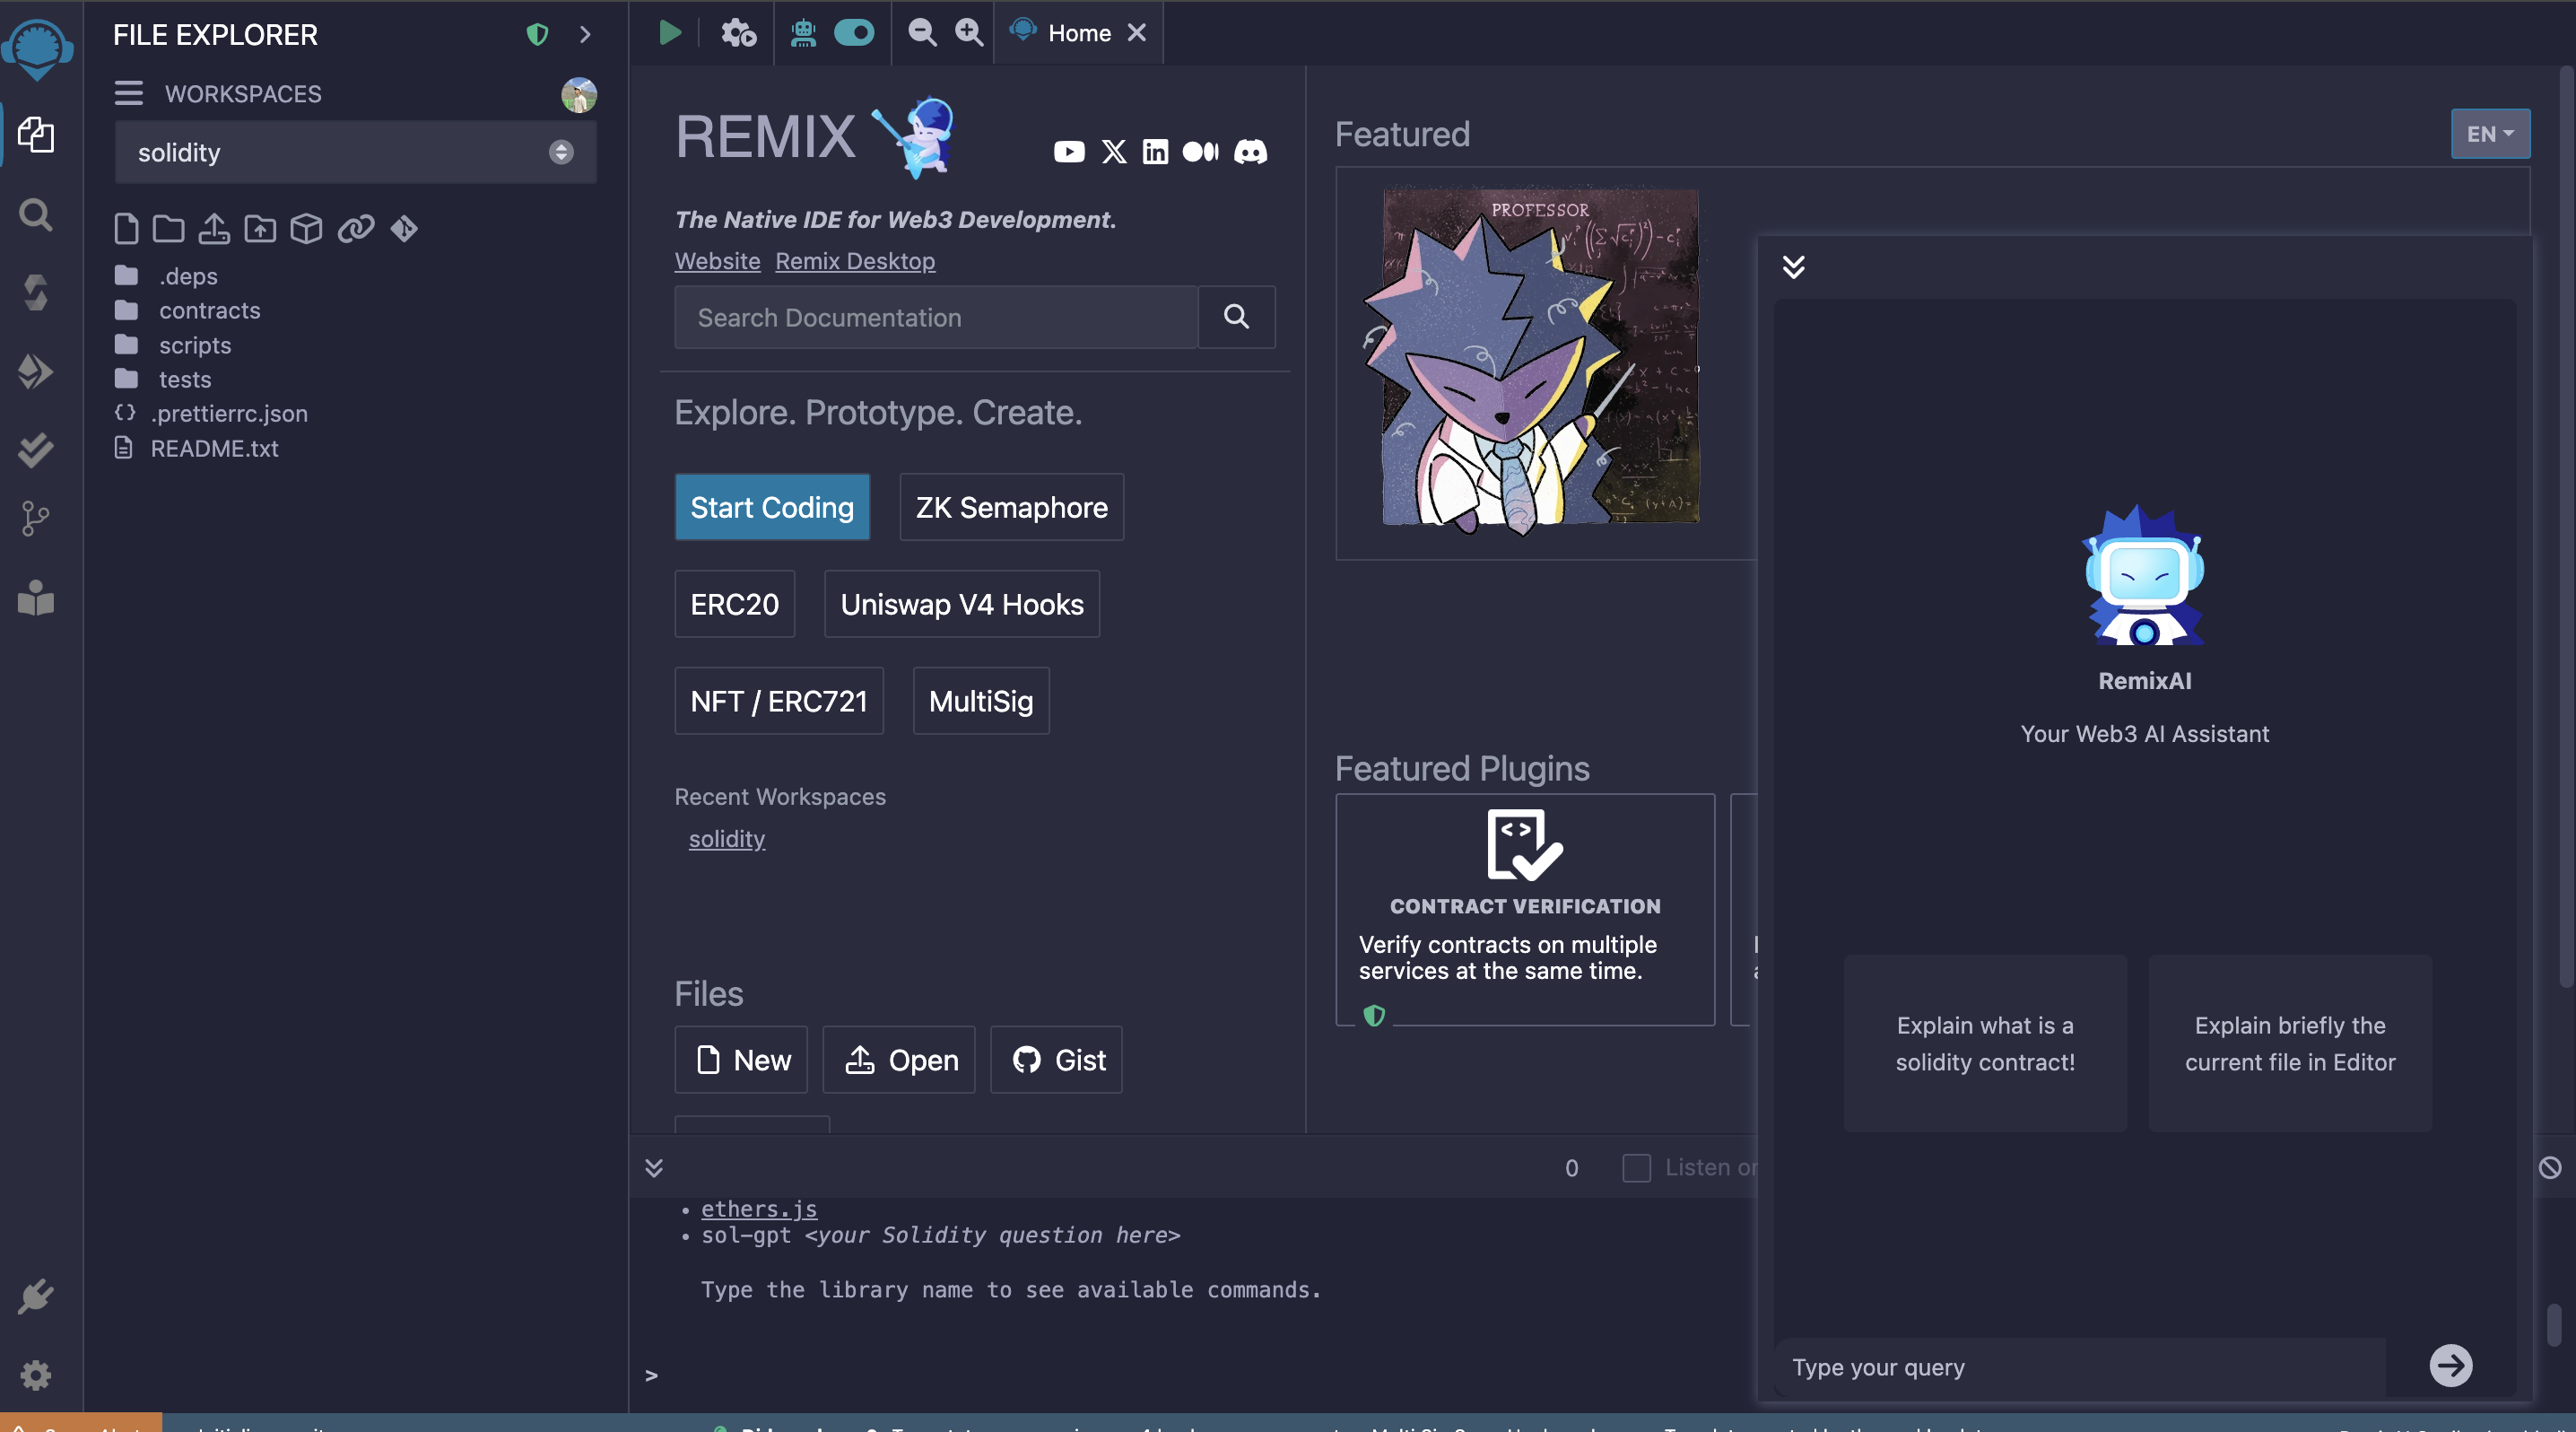 FILE EXPLORER
WORKSPACES
solidity
.deps
contracts
scripts
tests
.prettierrc.json
README.txt
Home
REMIX
The Native IDE for Web3 Development.
Website Remix Desktop
Search Documentation
Explore. Prototype. Create.
Start Coding
ZK Semaphore
ERC20
Uniswap V4 Hooks
NFT / ERC721
MultiSig
Recent Workspaces
solidity
Files
New
Open
Gist
Featured
EN
PROFESSOR
Featured Plugins
CONTRACT VERIFICATION
Verify contracts on multiple
services at the same time.
RemixAI
Your Web3 AI Assistant
Explain what is a
solidity contract!
Explain briefly the
current file in Editor
Type your query
0
Listen
ethers.js
sol-gpt <your Solidity question here>
Type the library name to see available commands.
>